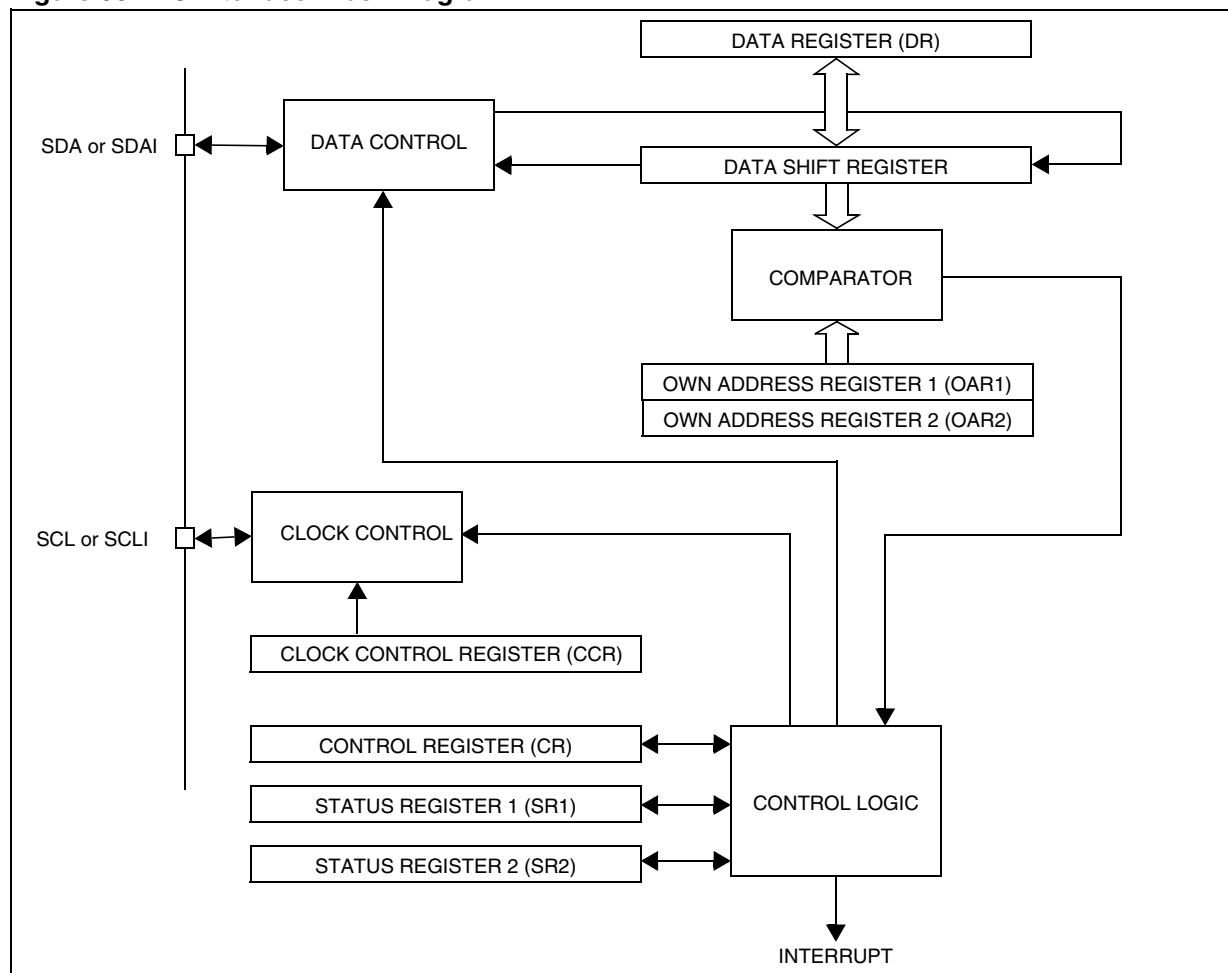 DATA REGISTER (DR)
DATA CONTROL
SDA or SDAI
DATA SHIFT REGISTER
COMPARATOR
OWN ADDRESS REGISTER 1 (OAR1)
OWN ADDRESS REGISTER 2 (OAR2)
CLOCK CONTROL
SCL or SCLI
CLOCK CONTROL REGISTER (CCR)
CONTROL REGISTER (CR)
STATUS REGISTER 1 (SR1)
CONTROL LOGIC
STATUS REGISTER 2 (SR2)
INTERRUPT